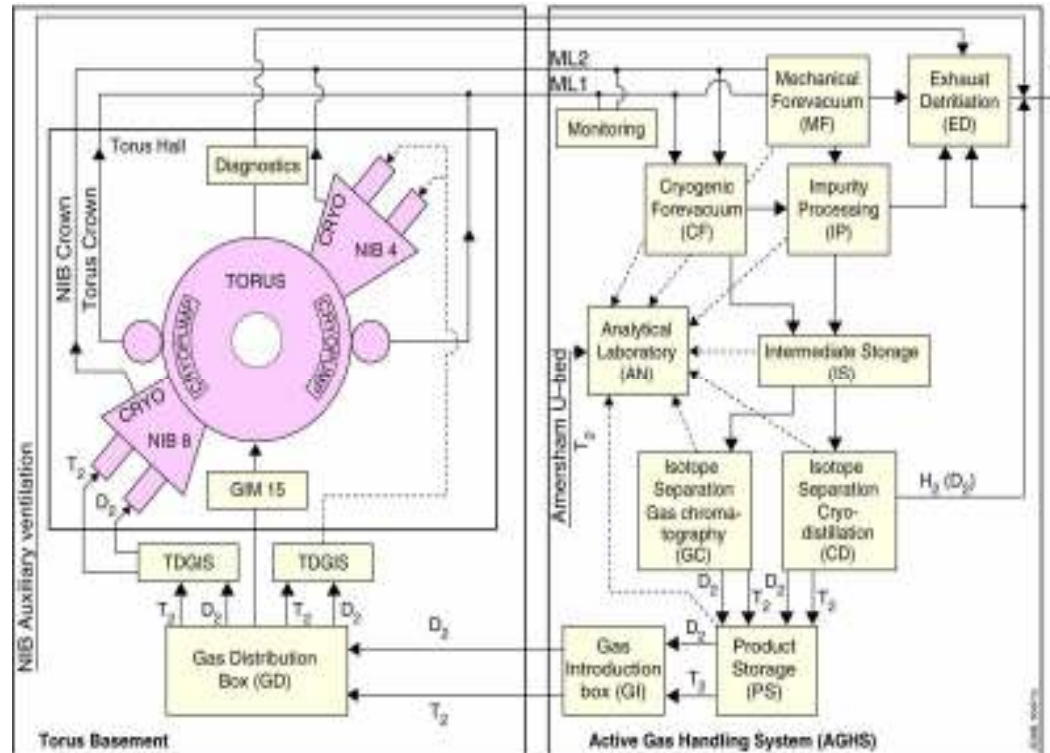 ML2
ML1
Mechanical
Forevacuum
(MF)
Exhaust
Detritiation
(ED)
Monitoring
Torus Hall
Diagnostics
Cryogenic
Forevacuum
(CF)
Impurity
Processing
(IP)
NIB Crown
Torus Crown
CRYO
NIB 4
TORUS
CRYOPUMP
CRYOPUMP
Analytical
Laboratory
(AN)
Intermediate Storage
(IS)
Amersham U-bed
T2
CRYO
NIB 8
T2
D2
GIM 15
Isotope
Separation
Gas chroma-
tography
(GC)
Isotope
Separation
Cryo-
distillation
(CD)
H2 (D2)
NIB Auxiliary ventilation
TDGIS
TDGIS
T2
D2
T2
D2
D2
T2
D2
T2
Gas Distribution
Box (GD)
D2
T2
Gas
Introduction
box (GI)
D2
T2
Product
Storage
(PS)
Torus Basement
Active Gas Handling System (AGHS)